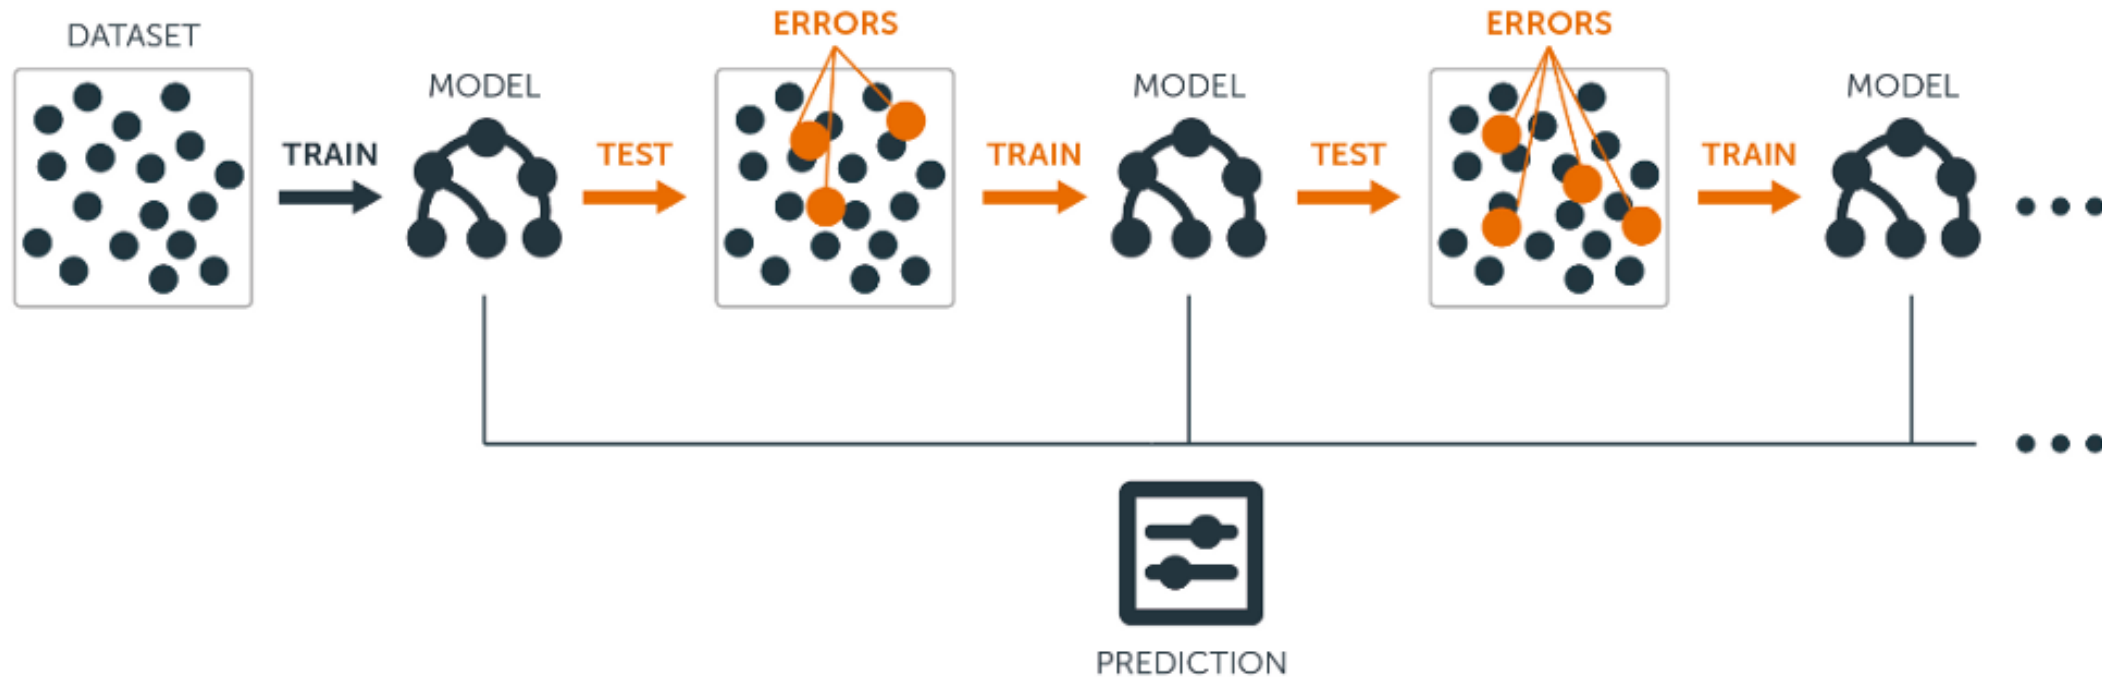 DATASET
TRAIN
MODEL
TEST
ERRORS
TRAIN
MODEL
TEST
ERRORS
TRAIN
MODEL
PREDICTION